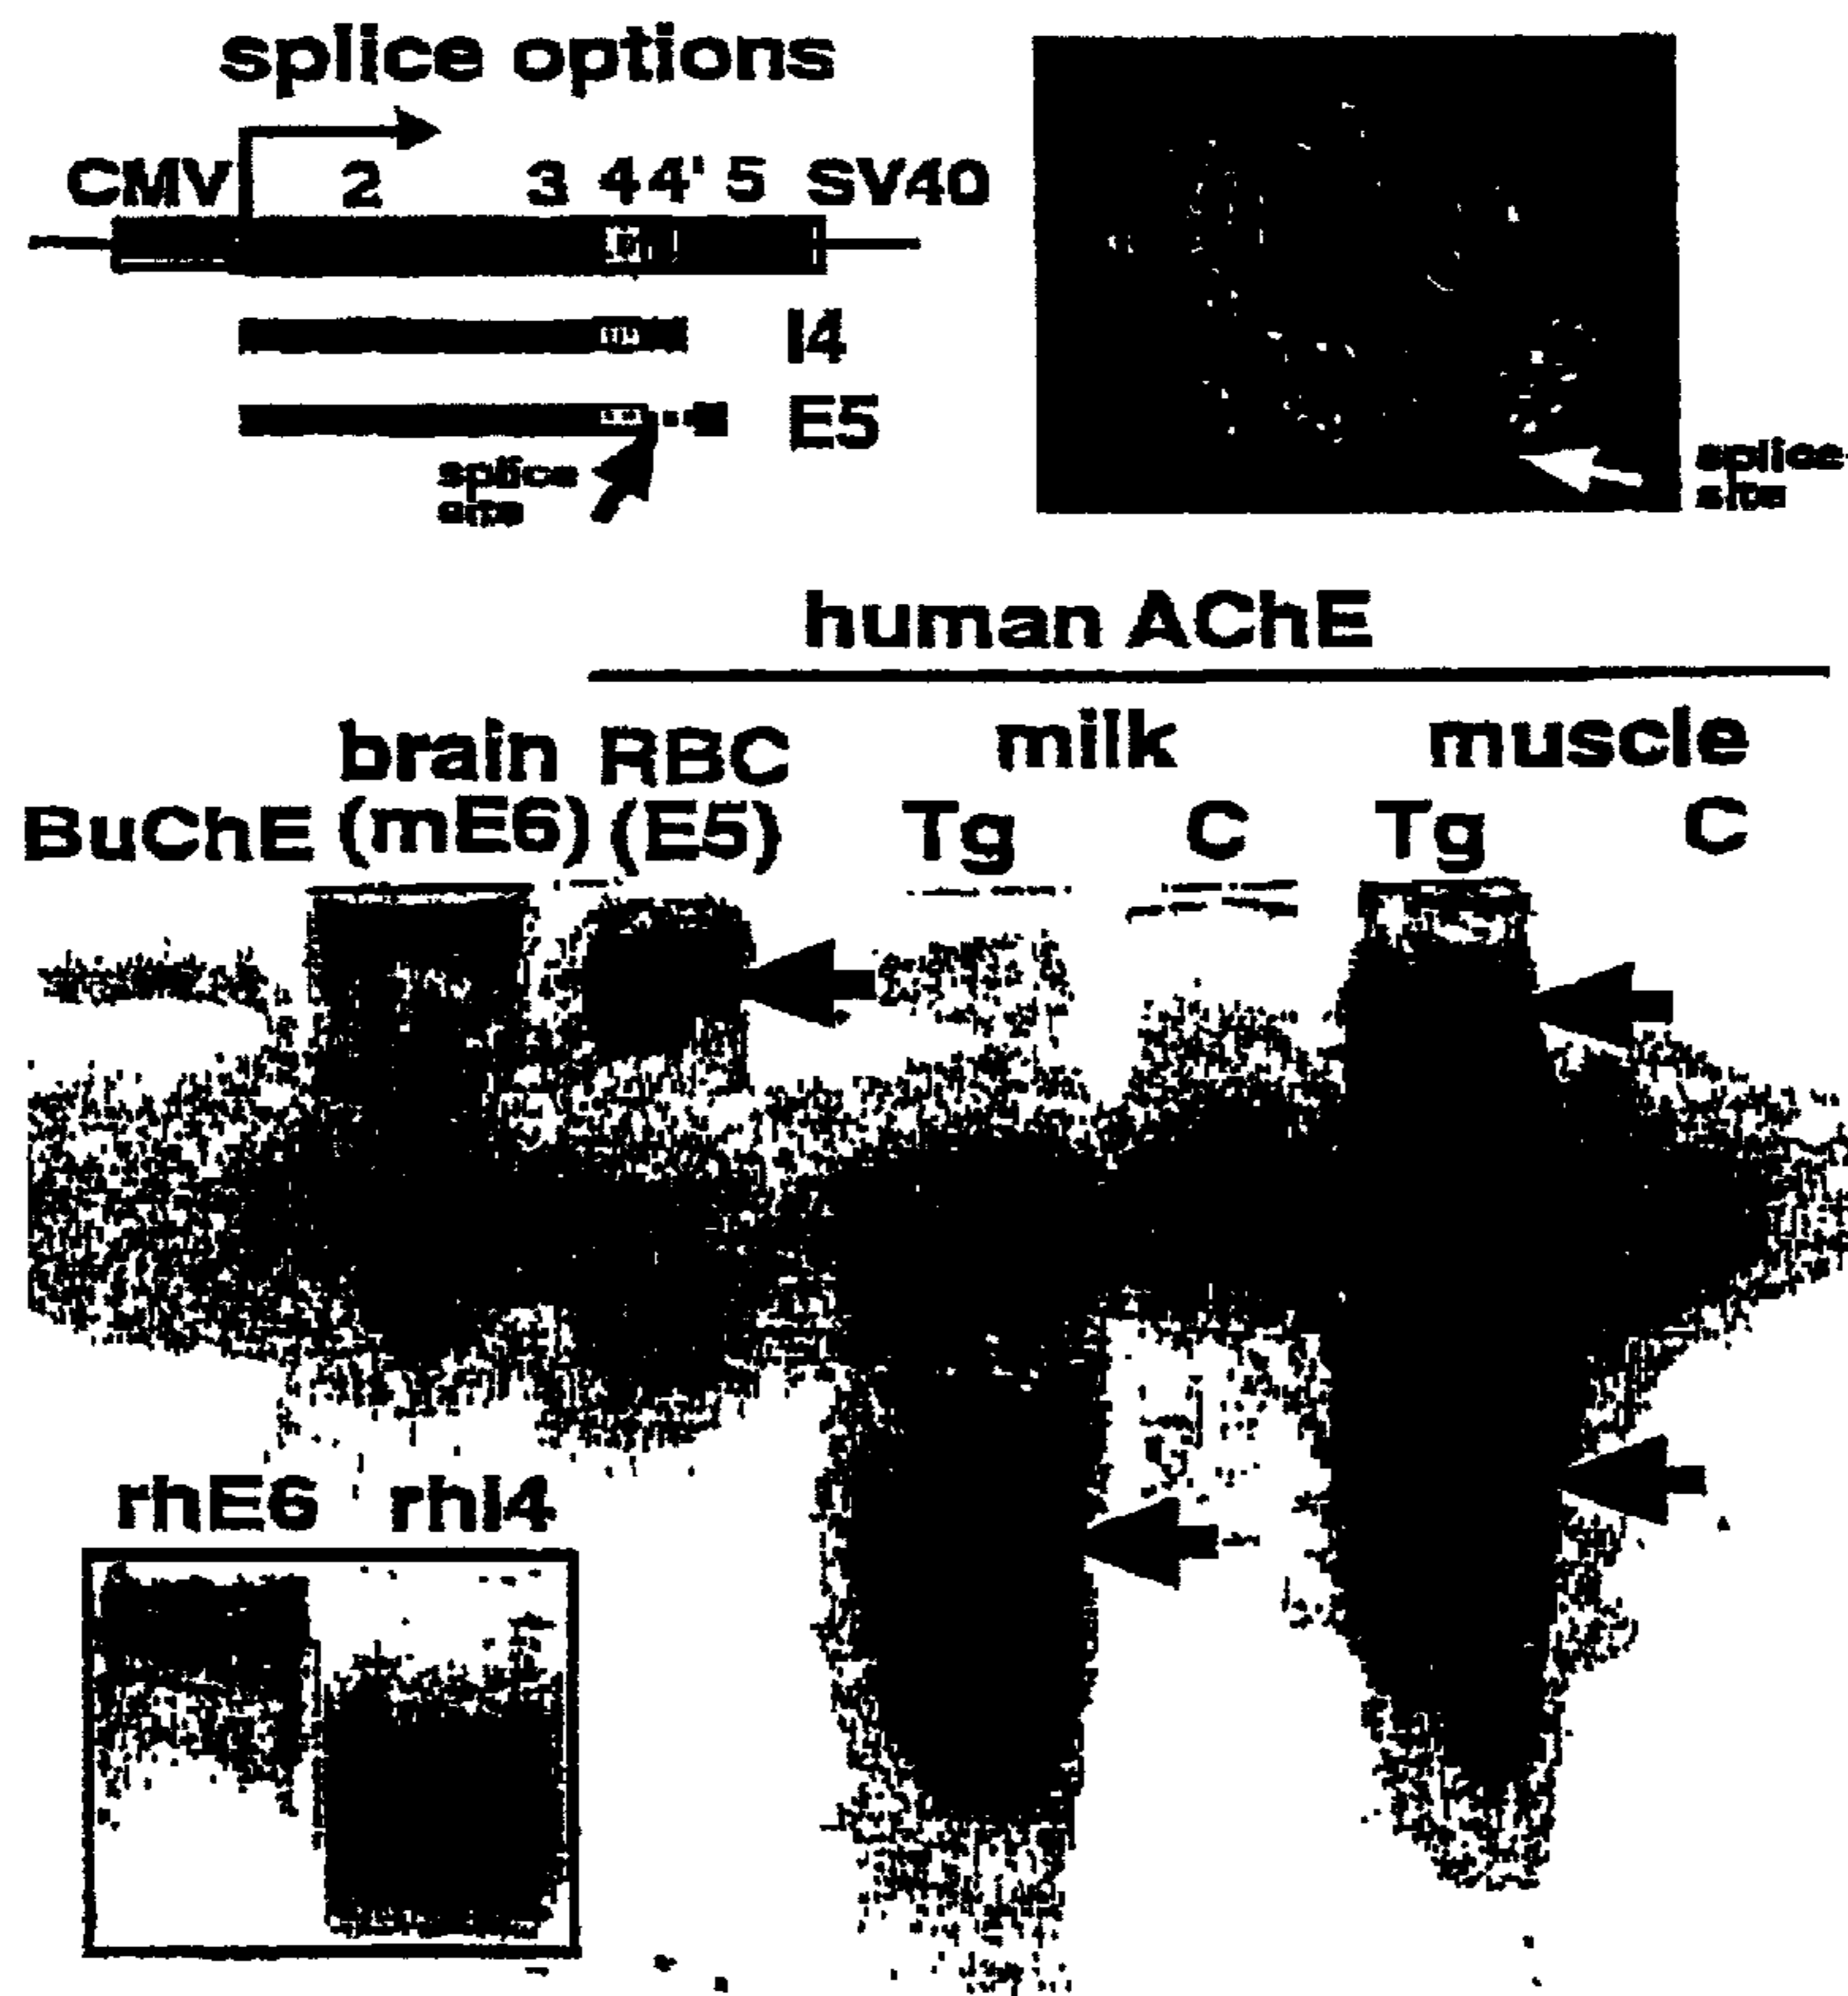 splice options
CMV 2 3 4 4' 5 SV40
I4
E5
splice
site
splice
site
human AChE
brain RBC milk muscle
BuChE (mE6) (E5) Tg C Tg C
rhE6 rhI4